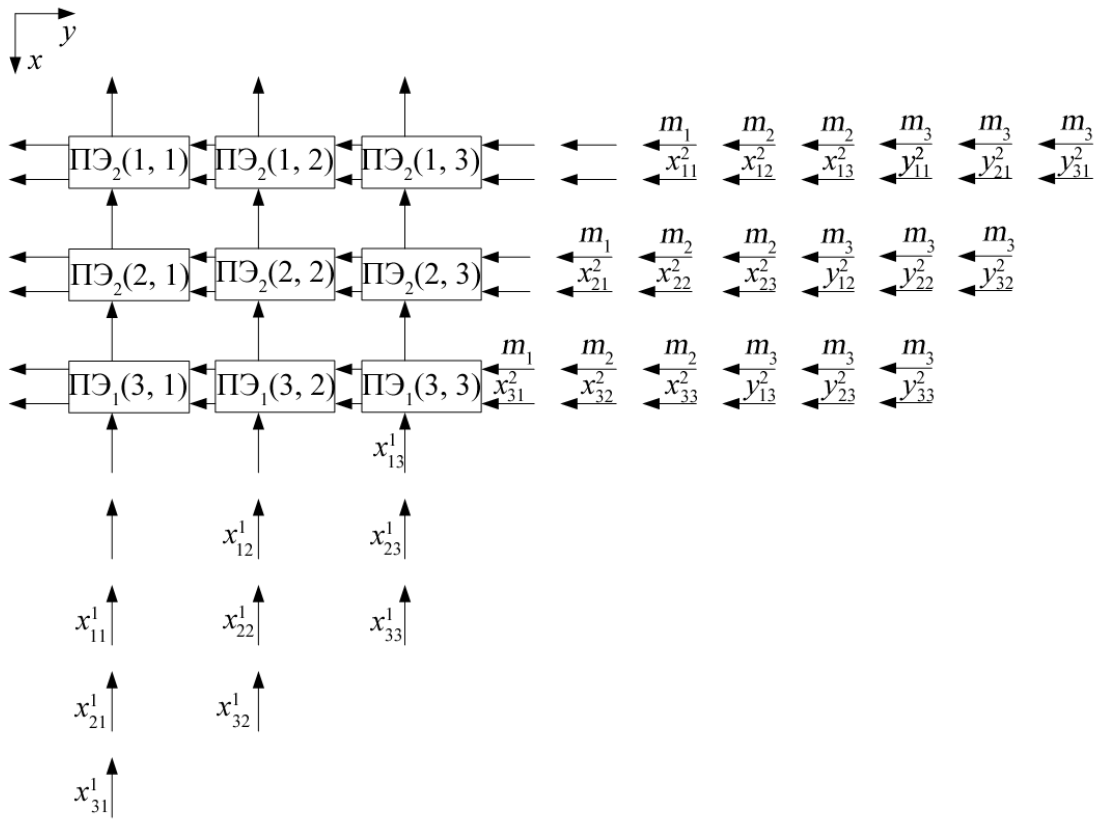 y
x
m₁ m₂ m₂ m₃ m₃ m₃
ПЭ₂(1, 1) ПЭ₂(1, 2) ПЭ₂(1, 3) x²₁₁ x²₁₂ x²₁₃ y²₁₁ y²₂₁ y²₃₁
m₁ m₂ m₂ m₃ m₃ m₃
ПЭ₂(2, 1) ПЭ₂(2, 2) ПЭ₂(2, 3) x²₂₁ x²₂₂ x²₂₃ y²₁₂ y²₂₂ y²₃₂
m₁ m₂ m₂ m₃ m₃ m₃
ПЭ₁(3, 1) ПЭ₁(3, 2) ПЭ₁(3, 3) x²₃₁ x²₃₂ x²₃₃ y²₁₃ y²₂₃ y²₃₃
x¹₁₃
x¹₁₂ x¹₂₃
x¹₁₁ x¹₂₂ x¹₃₃
x¹₂₁ x¹₃₂
x¹₃₁